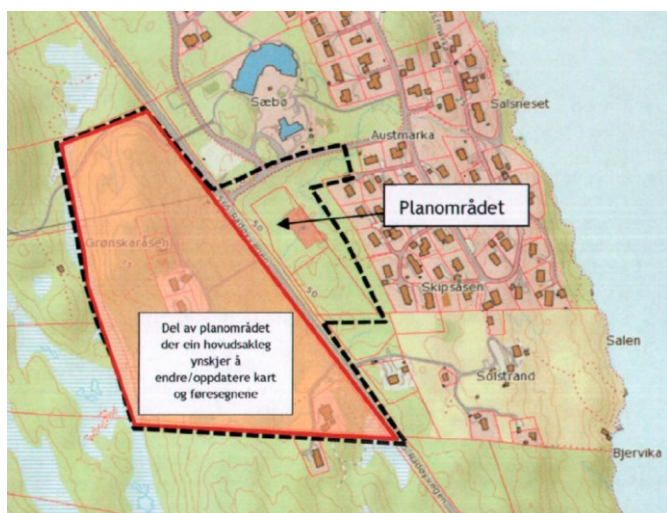 Salsneset
Sæbø
Austmarka
Planområdet
50
Grønskaråsen
Skipsåsen
50
Del av planområdet
der ein hovudsakleg
ynskjer å
endre/oppdatere kart
og føresegnene
Salen
Solstrand
Bjervika
Radøyvegen